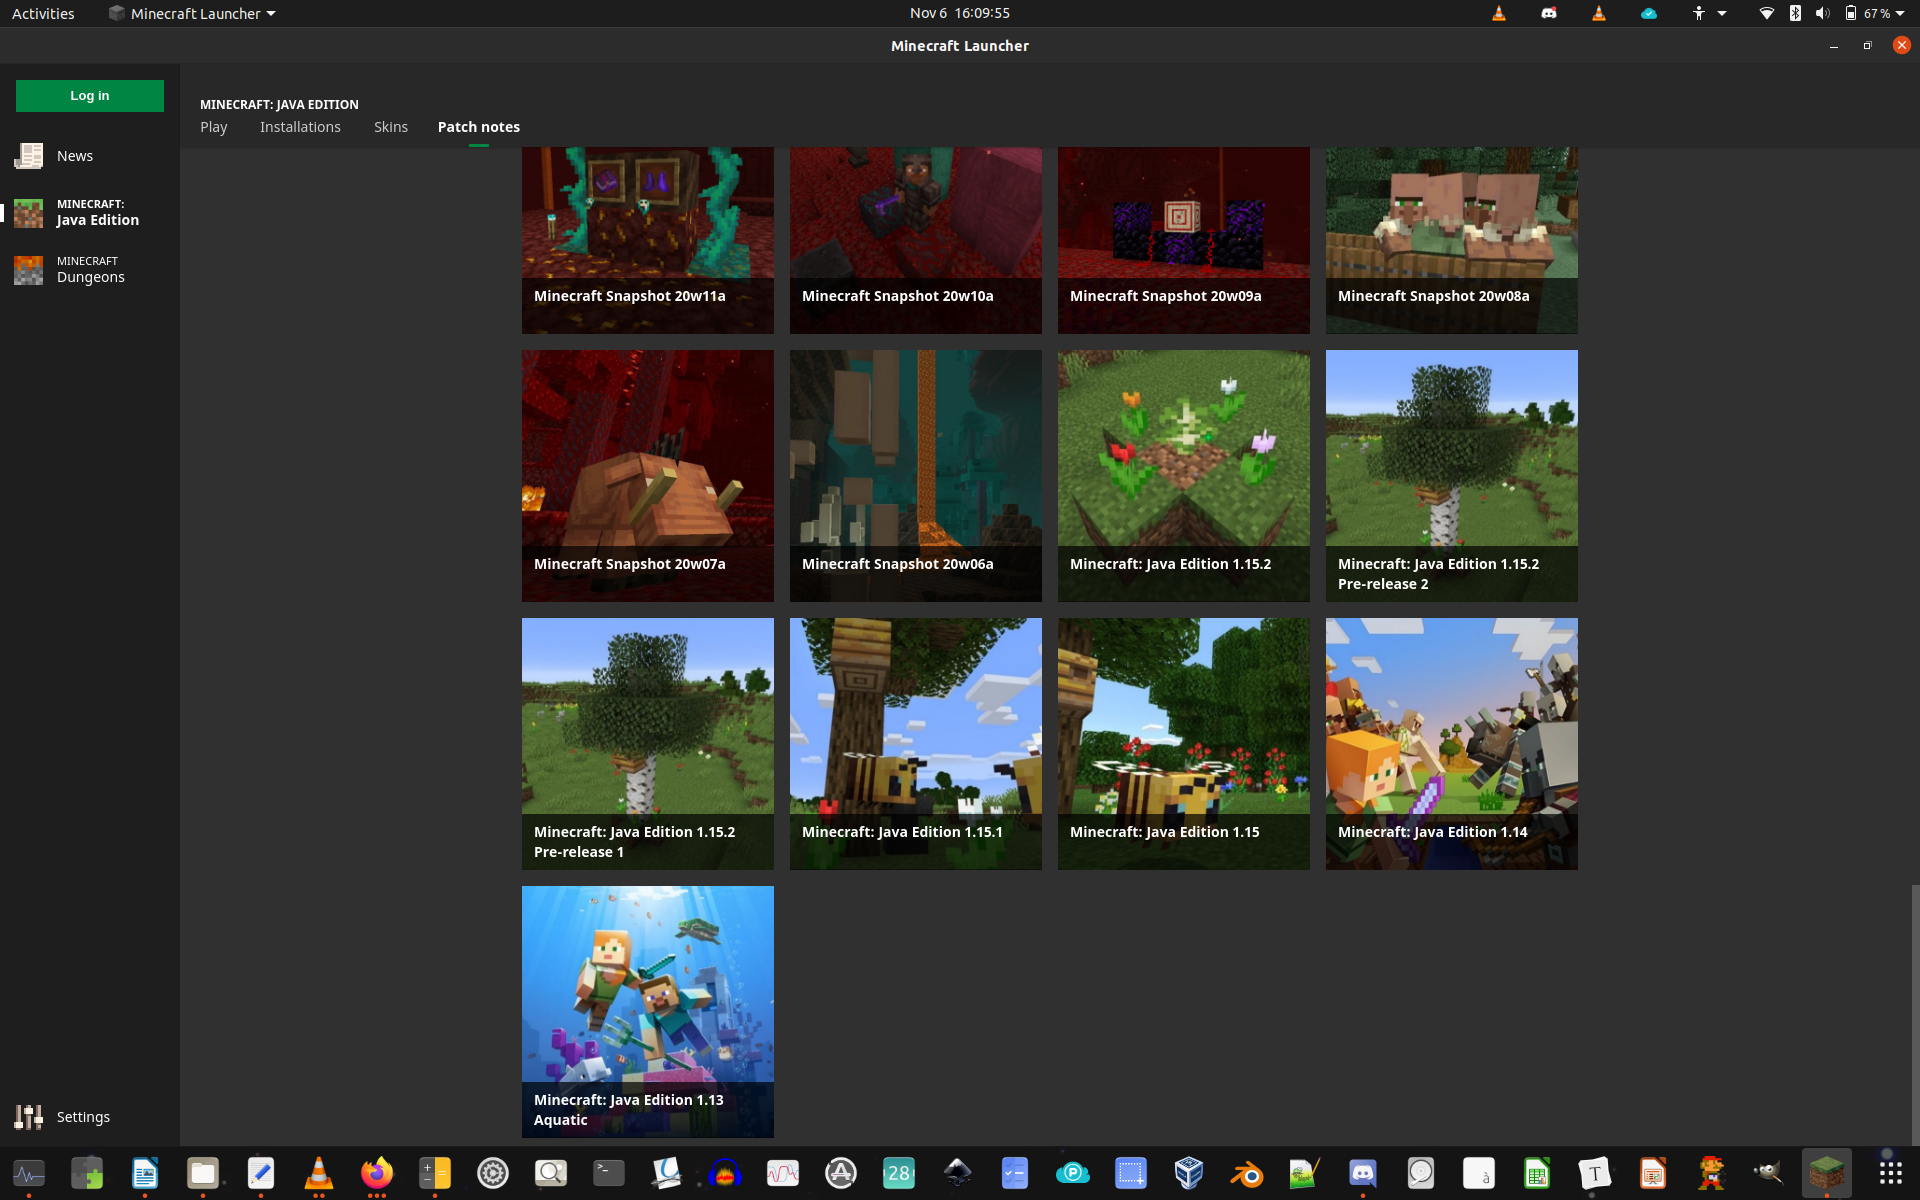 Activities
Minecraft Launcher
Nov 6 16:09:55
67 %
Minecraft Launcher
Log in
MINECRAFT: JAVA EDITION
Play
Installations
Skins
Patch notes
News
MINECRAFT:
Java Edition
MINECRAFT
Dungeons
Minecraft Snapshot 20w11a
Minecraft Snapshot 20w10a
Minecraft Snapshot 20w09a
Minecraft Snapshot 20w08a
Minecraft Snapshot 20w07a
Minecraft Snapshot 20w06a
Minecraft: Java Edition 1.15.2
Minecraft: Java Edition 1.15.2
Pre-release 2
Minecraft: Java Edition 1.15.2
Pre-release 1
Minecraft: Java Edition 1.15.1
Minecraft: Java Edition 1.15
Minecraft: Java Edition 1.14
Minecraft: Java Edition 1.13
Aquatic
Settings
28
P
à
T